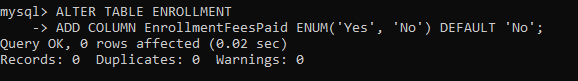 mysql> ALTER TABLE ENROLLMENT
    -> ADD COLUMN EnrollmentFeesPaid ENUM('Yes', 'No') DEFAULT 'No';
Query OK, 0 rows affected (0.02 sec)
Records: 0  Duplicates: 0  Warnings: 0